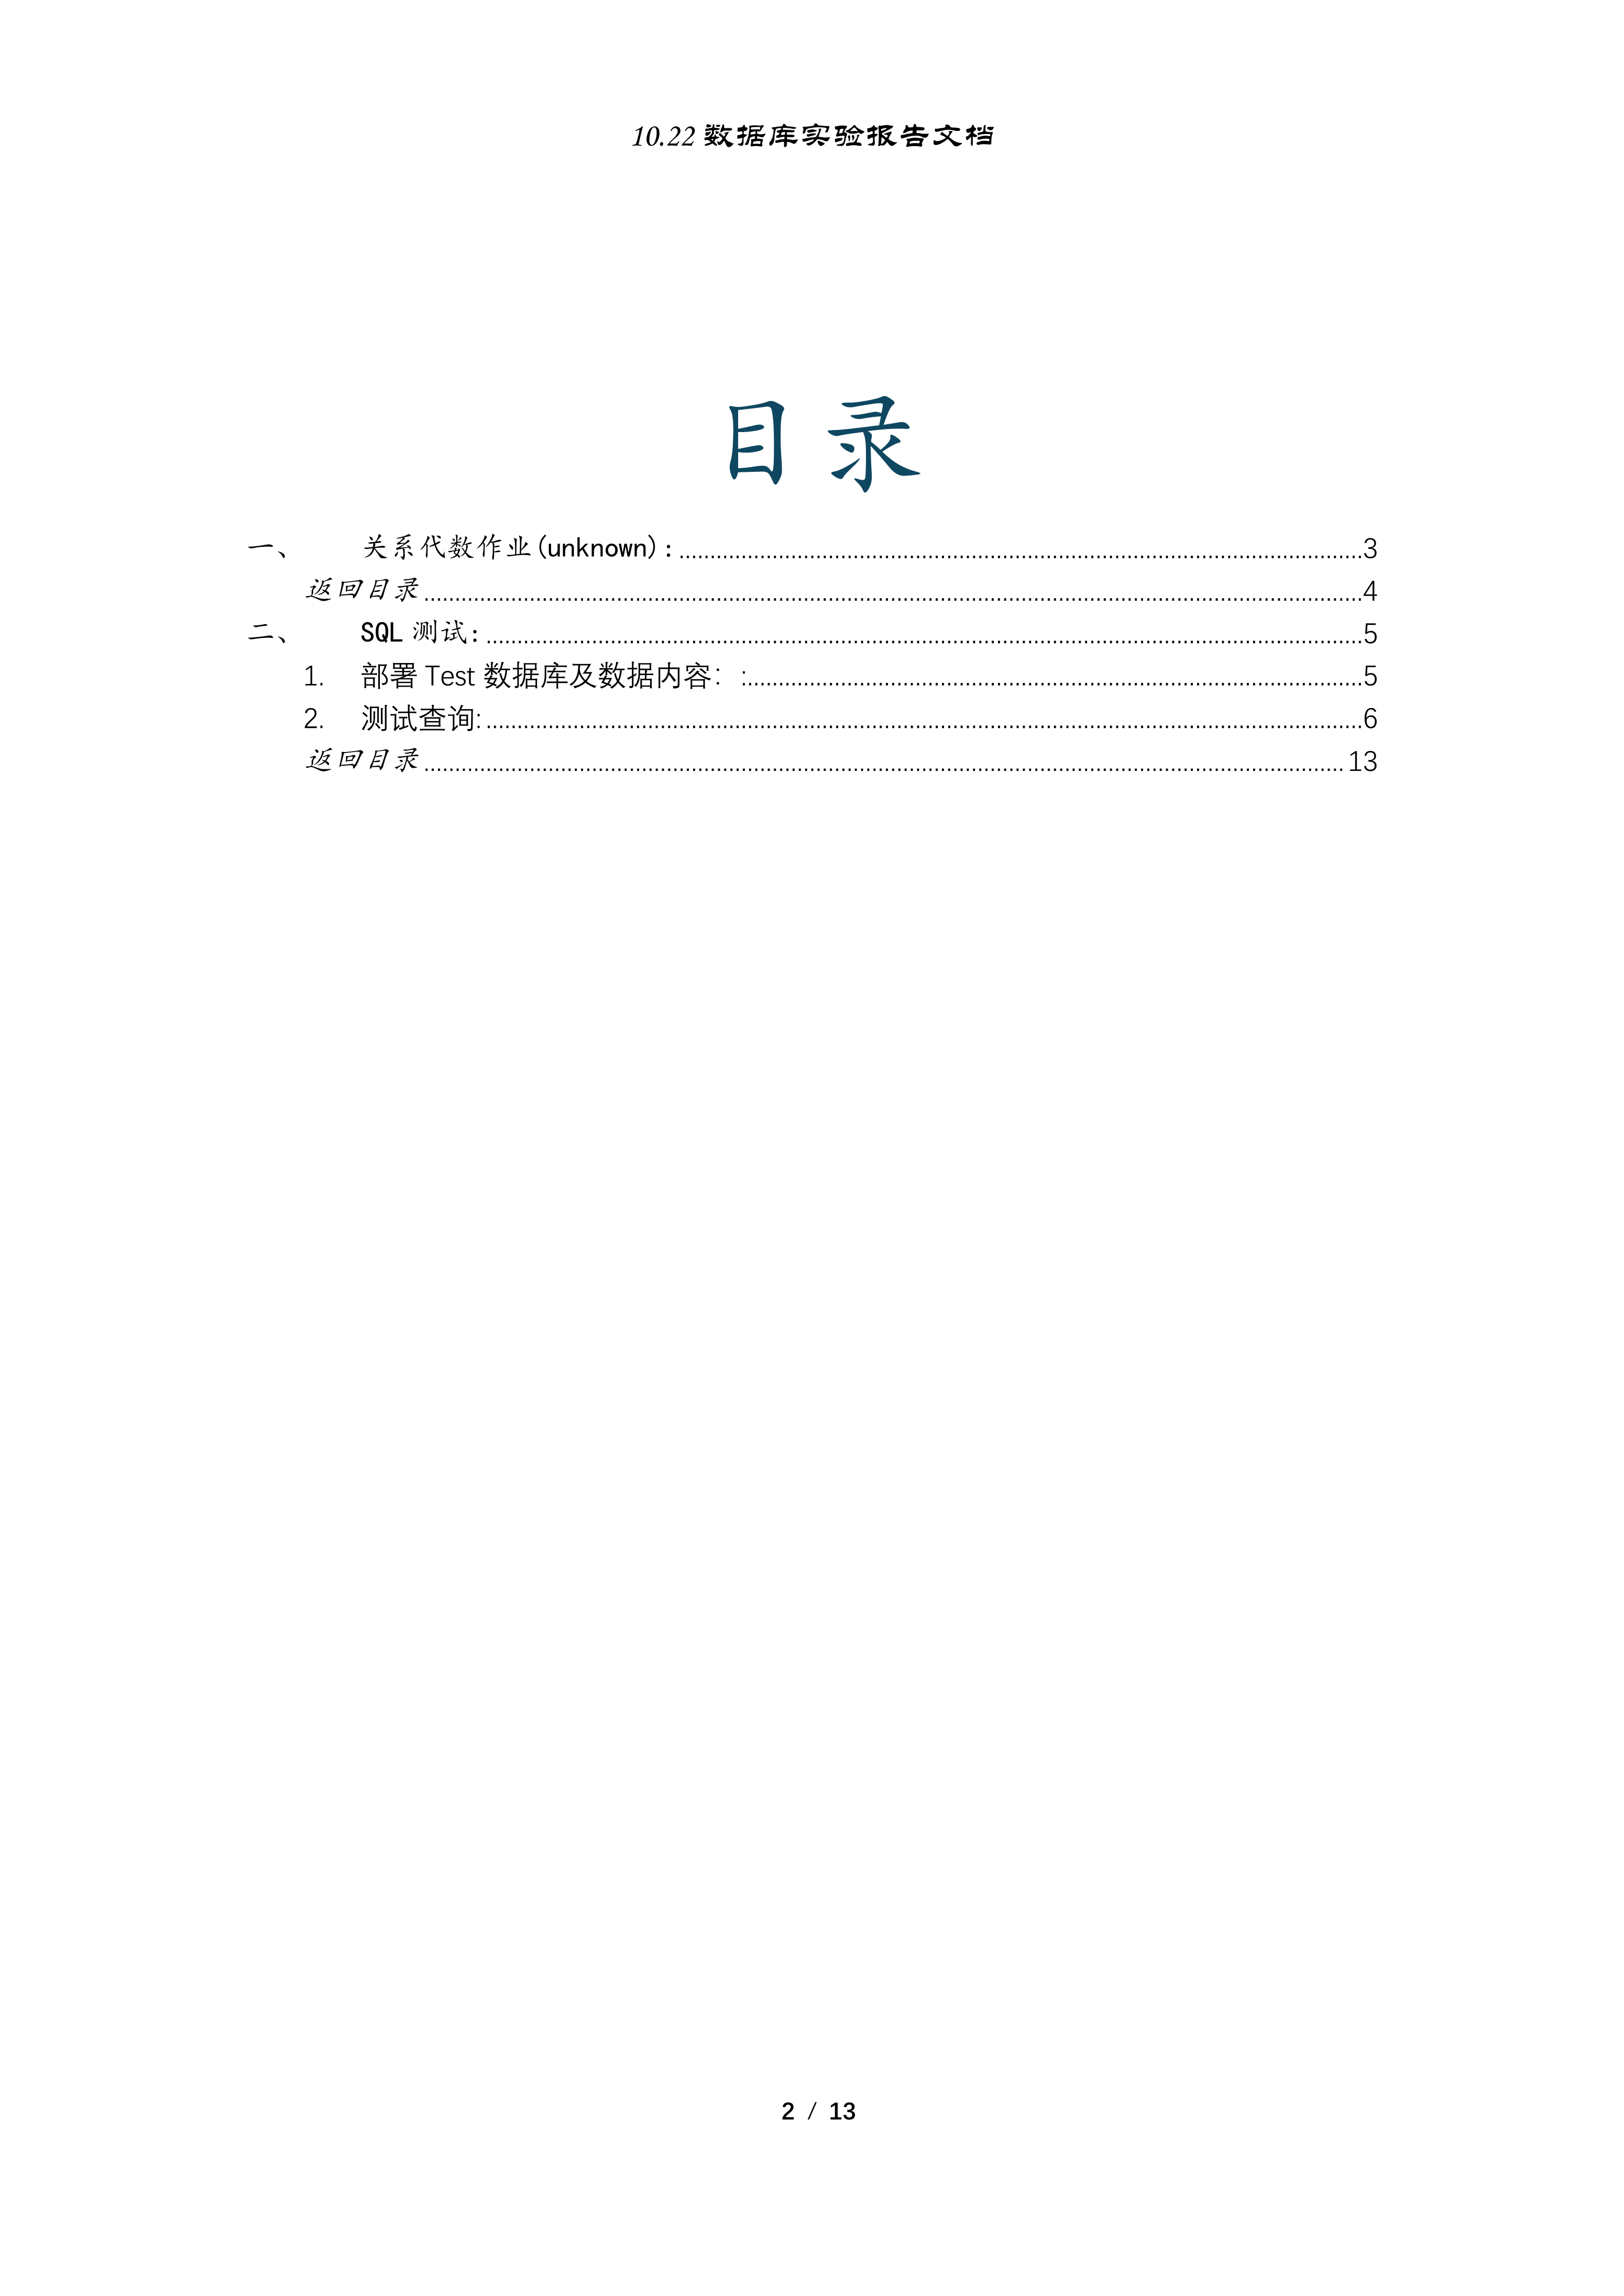 10.22 数据库实验报告文档
目 录
一、 关系代数作业(unknown):..........3
返回目录..........4
二、 SQL 测试:..........5
1. 部署 Test 数据库及数据内容：:..........5
2. 测试查询:..........6
返回目录..........13
2 / 13